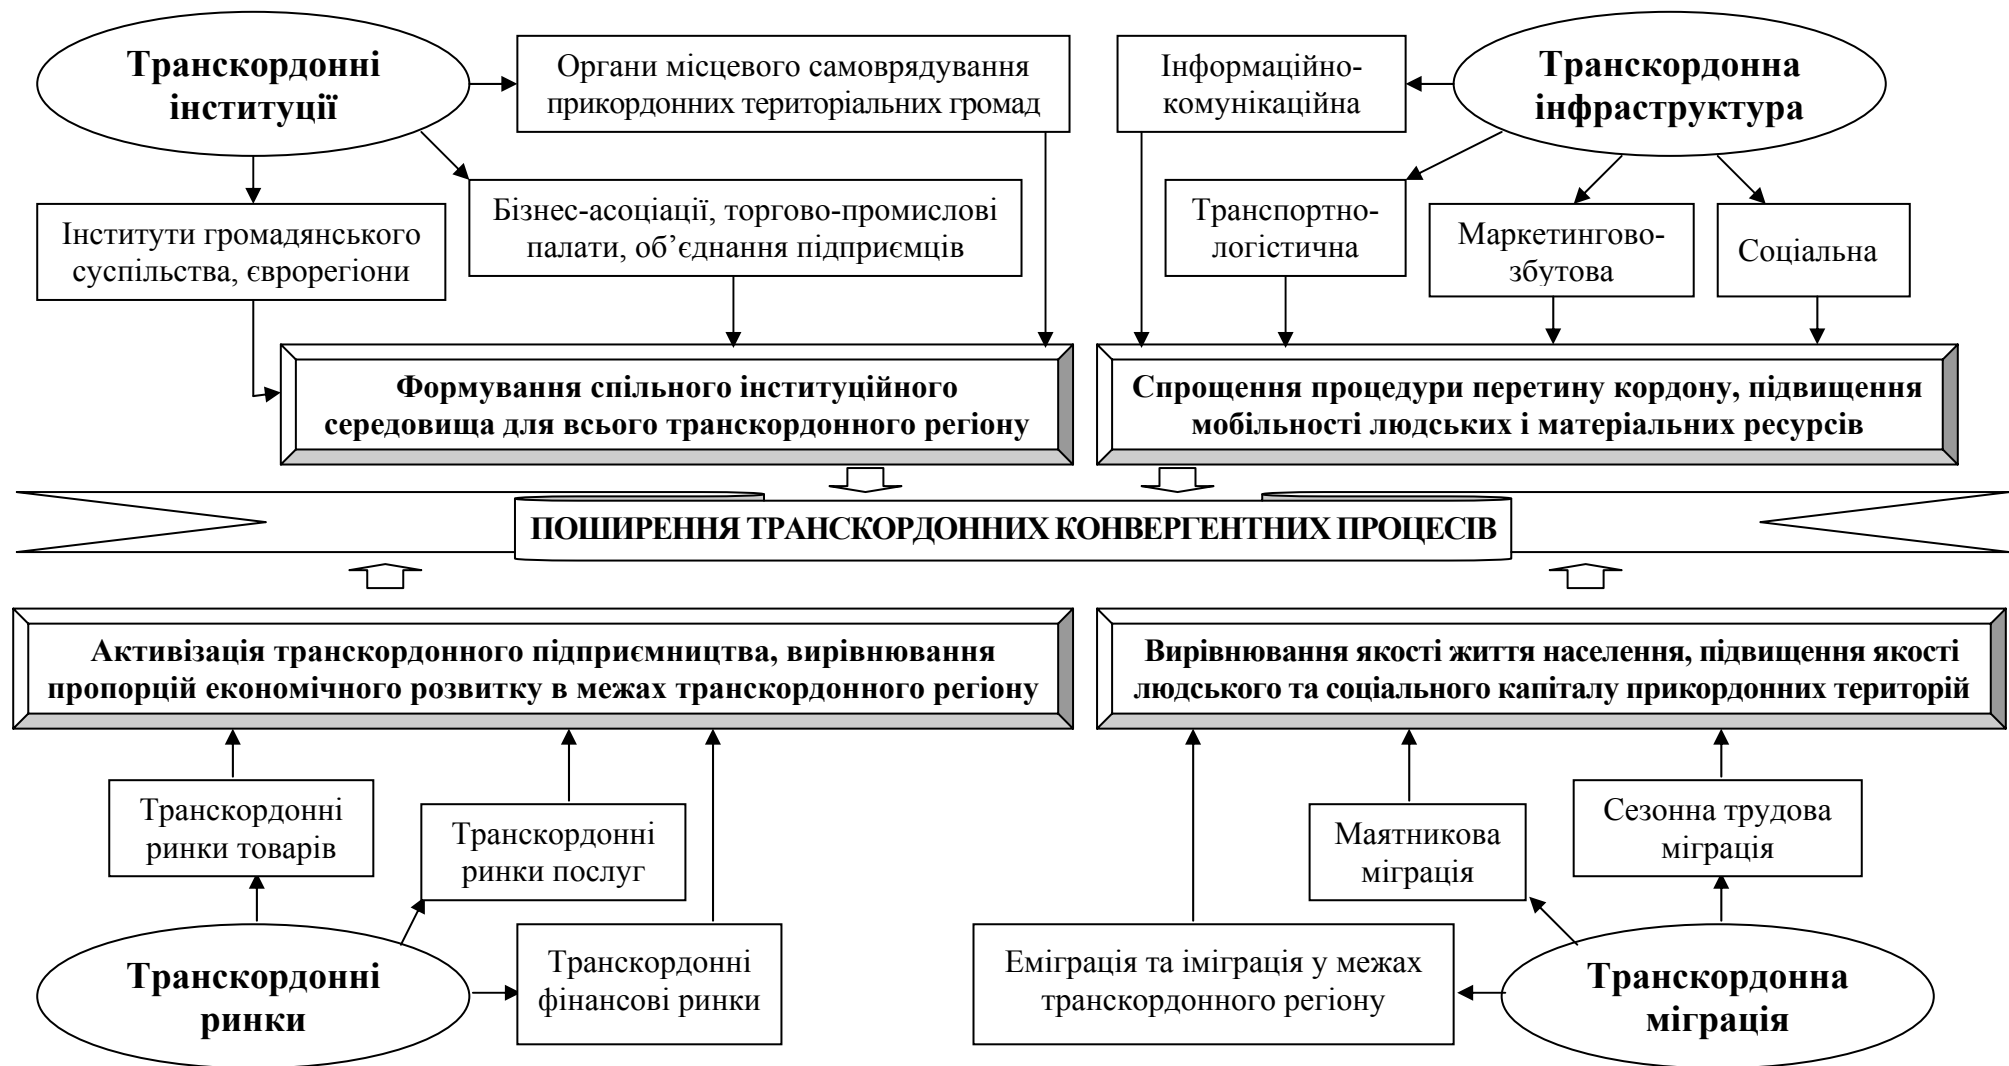 Транскордонні
інституції
Органи місцевого самоврядування
прикордонних територіальних громад
Інформаційно-
комунікаційна
Транскордонна
інфраструктура
Інститути громадянського
суспільства, єврорегіони
Бізнес-асоціації, торгово-промислові
палати, об’єднання підприємців
Транспортно-
логістична
Маркетингово-
збутова
Соціальна
Формування спільного інституційного
середовища для всього транскордонного регіону
Спрощення процедури перетину кордону, підвищення
мобільності людських і матеріальних ресурсів
ПОШИРЕННЯ ТРАНСКОРДОННИХ КОНВЕРГЕНТНИХ ПРОЦЕСІВ
Активізація транскордонного підприємництва, вирівнювання
пропорцій економічного розвитку в межах транскордонного регіону
Вирівнювання якості життя населення, підвищення якості
людського та соціального капіталу прикордонних територій
Транскордонні
ринки товарів
Транскордонні
ринки послуг
Маятникова
міграція
Сезонна трудова
міграція
Транскордонні
ринки
Транскордонні
фінансові ринки
Еміграція та іміграція у межах
транскордонного регіону
Транскордонна
міграція